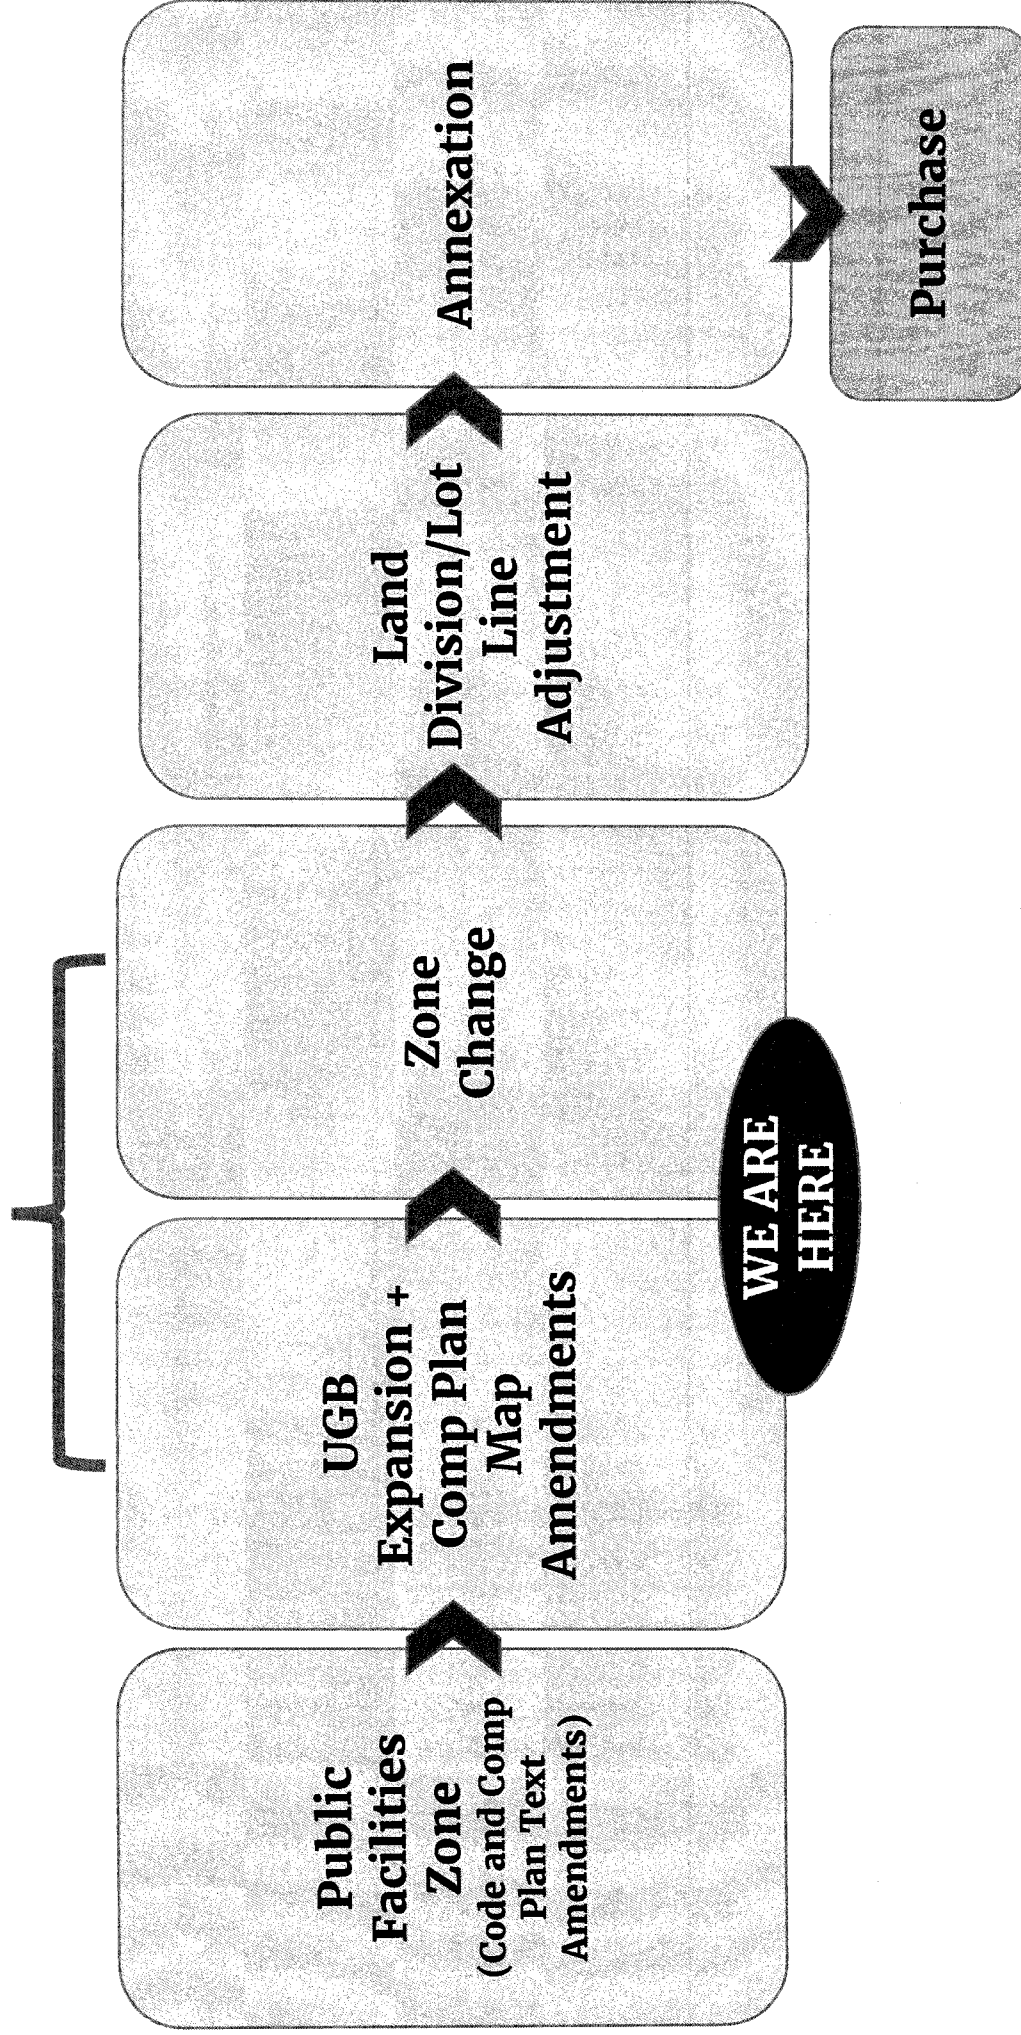 Public
Facilities
Zone
(Code and Comp
Plan Text
Amendments)
UGB
Expansion +
Comp Plan
Map
Amendments
Zone
Change
Land
Division/Lot
Line
Adjustment
Annexation
WE ARE
HERE
Purchase